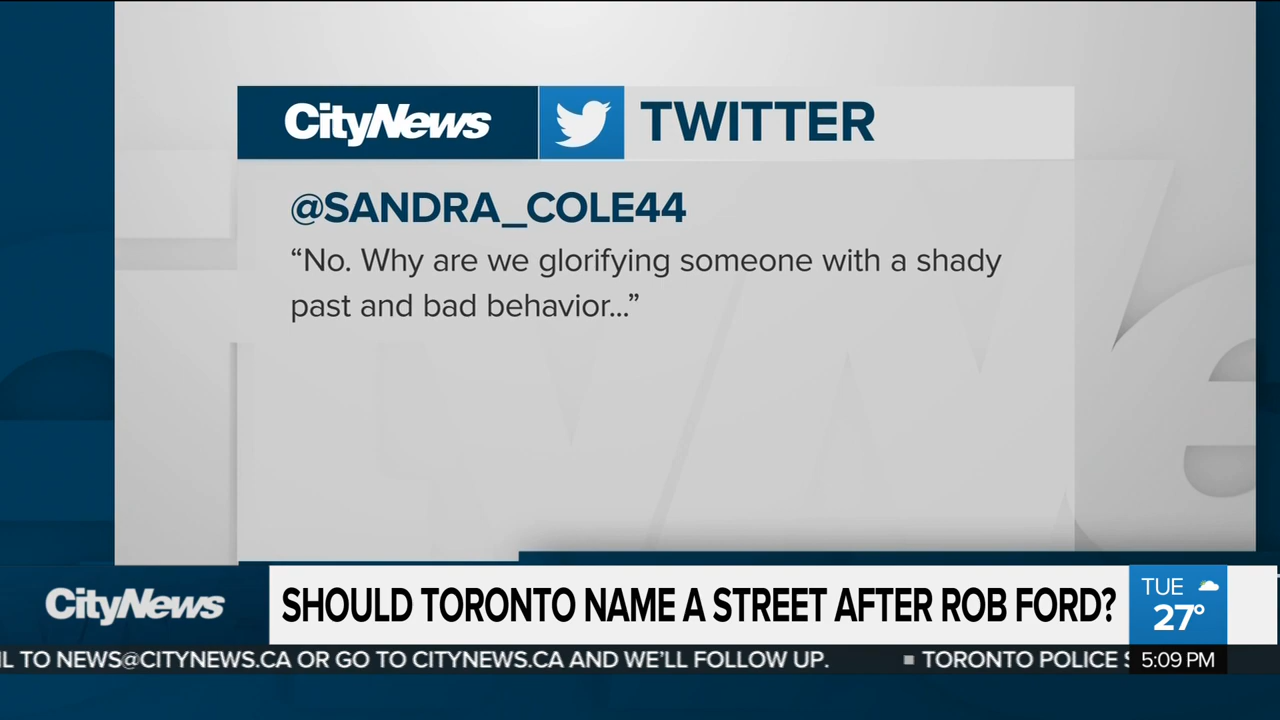 CityNews TWITTER
@SANDRA_COLE44
“No. Why are we glorifying someone with a shady
past and bad behavior...”
CityNews SHOULD TORONTO NAME A STREET AFTER ROB FORD? TUE
27°
L TO NEWS@CITYNEWS.CA OR GO TO CITYNEWS.CA AND WE'LL FOLLOW UP. ■ TORONTO POLICE S 5:09 PM